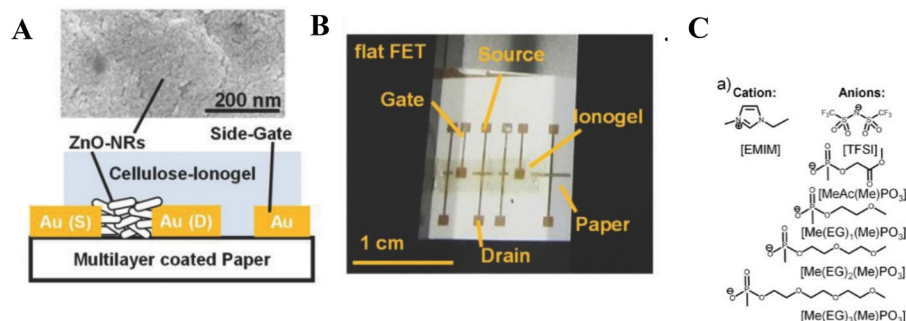 A
200 nm
ZnO-NRs
Side-Gate
Cellulose-Ionogel
Au (S)
Au (D)
Au
Multilayer coated Paper
B
flat FET
Source
Gate
Ionogel
Paper
1 cm
Drain
C
a)
Cation:
Anions:
[EMIM]
F₃C
CF₃
[TFSI]
[MeAc(Me)PO₃]
[Me(EG)₁(Me)PO₃]
[Me(EG)₂(Me)PO₃]
[Me(EG)₃(Me)PO₃]